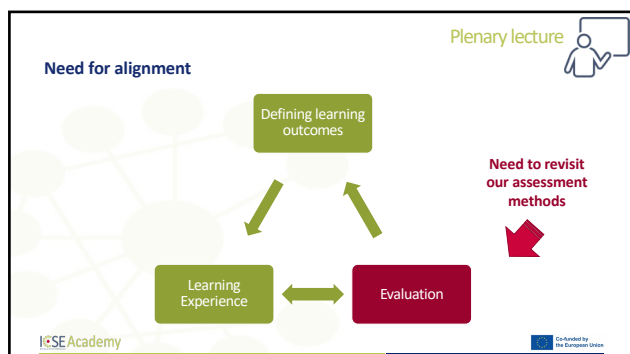 Plenary lecture
Need for alignment
Defining learning
outcomes
Need to revisit
our assessment
methods
Learning
Experience
Evaluation
ICSE Academy
Co-funded by
the European Union